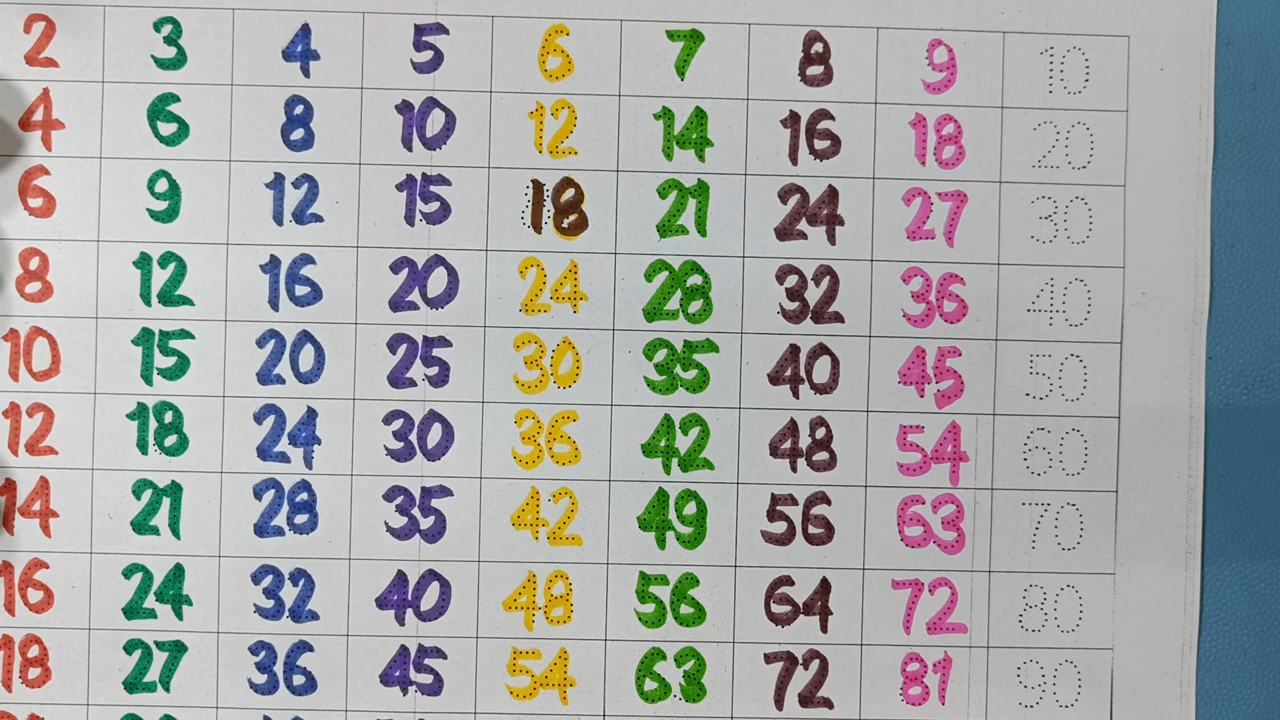 2 3 4 5 6 7 8 9 10
4 6 8 10 12 14 16 18 20
6 9 12 15 18 21 24 27 30
8 12 16 20 24 28 32 36 40
10 15 20 25 30 35 40 45 50
12 18 24 30 36 42 48 54 60
14 21 28 35 42 49 56 63 70
16 24 32 40 48 56 64 72 80
18 27 36 45 54 63 72 81 90